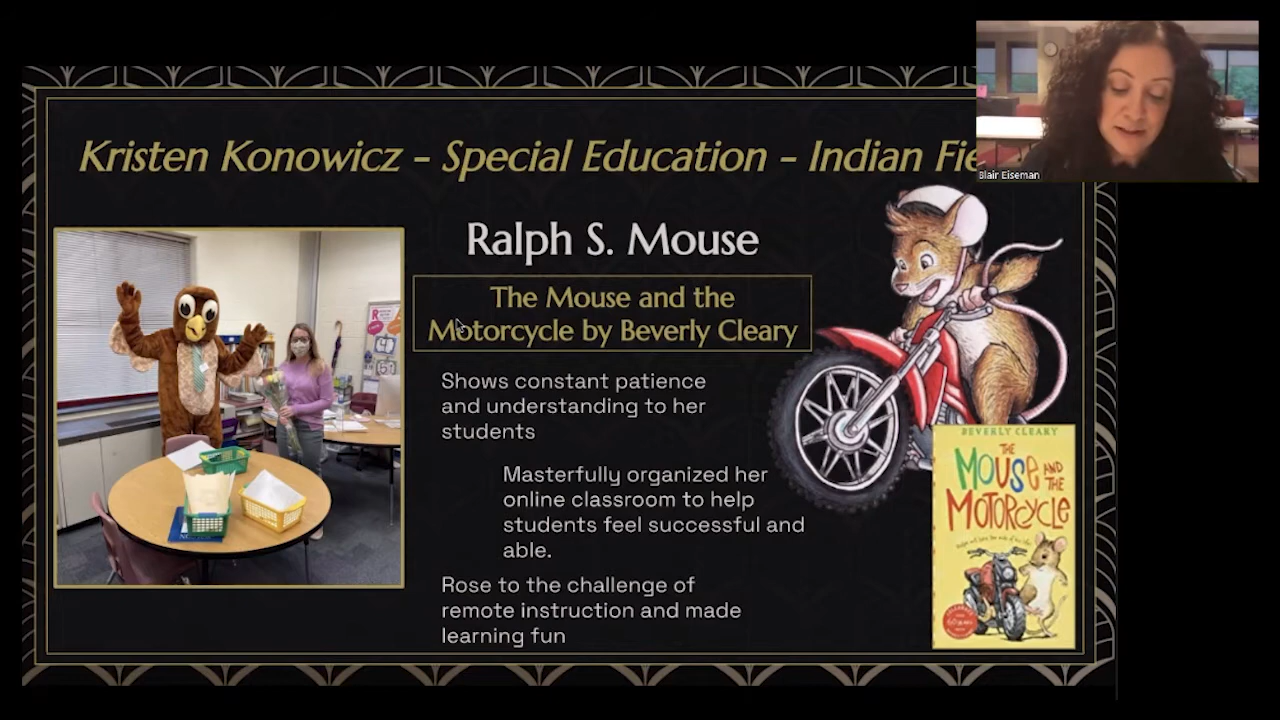 Kristen Konowicz - Special Education - Indian Fie
Blair Eiseman
Ralph S. Mouse
The Mouse and the
Motorcycle by Beverly Cleary
Shows constant patience
and understanding to her
students
Masterfully organized her
online classroom to help
students feel successful and
able.
Rose to the challenge of
remote instruction and made
learning fun
BEVERLY CLEARY
THE
MOUSE AND
THE
MOTORCYCLE